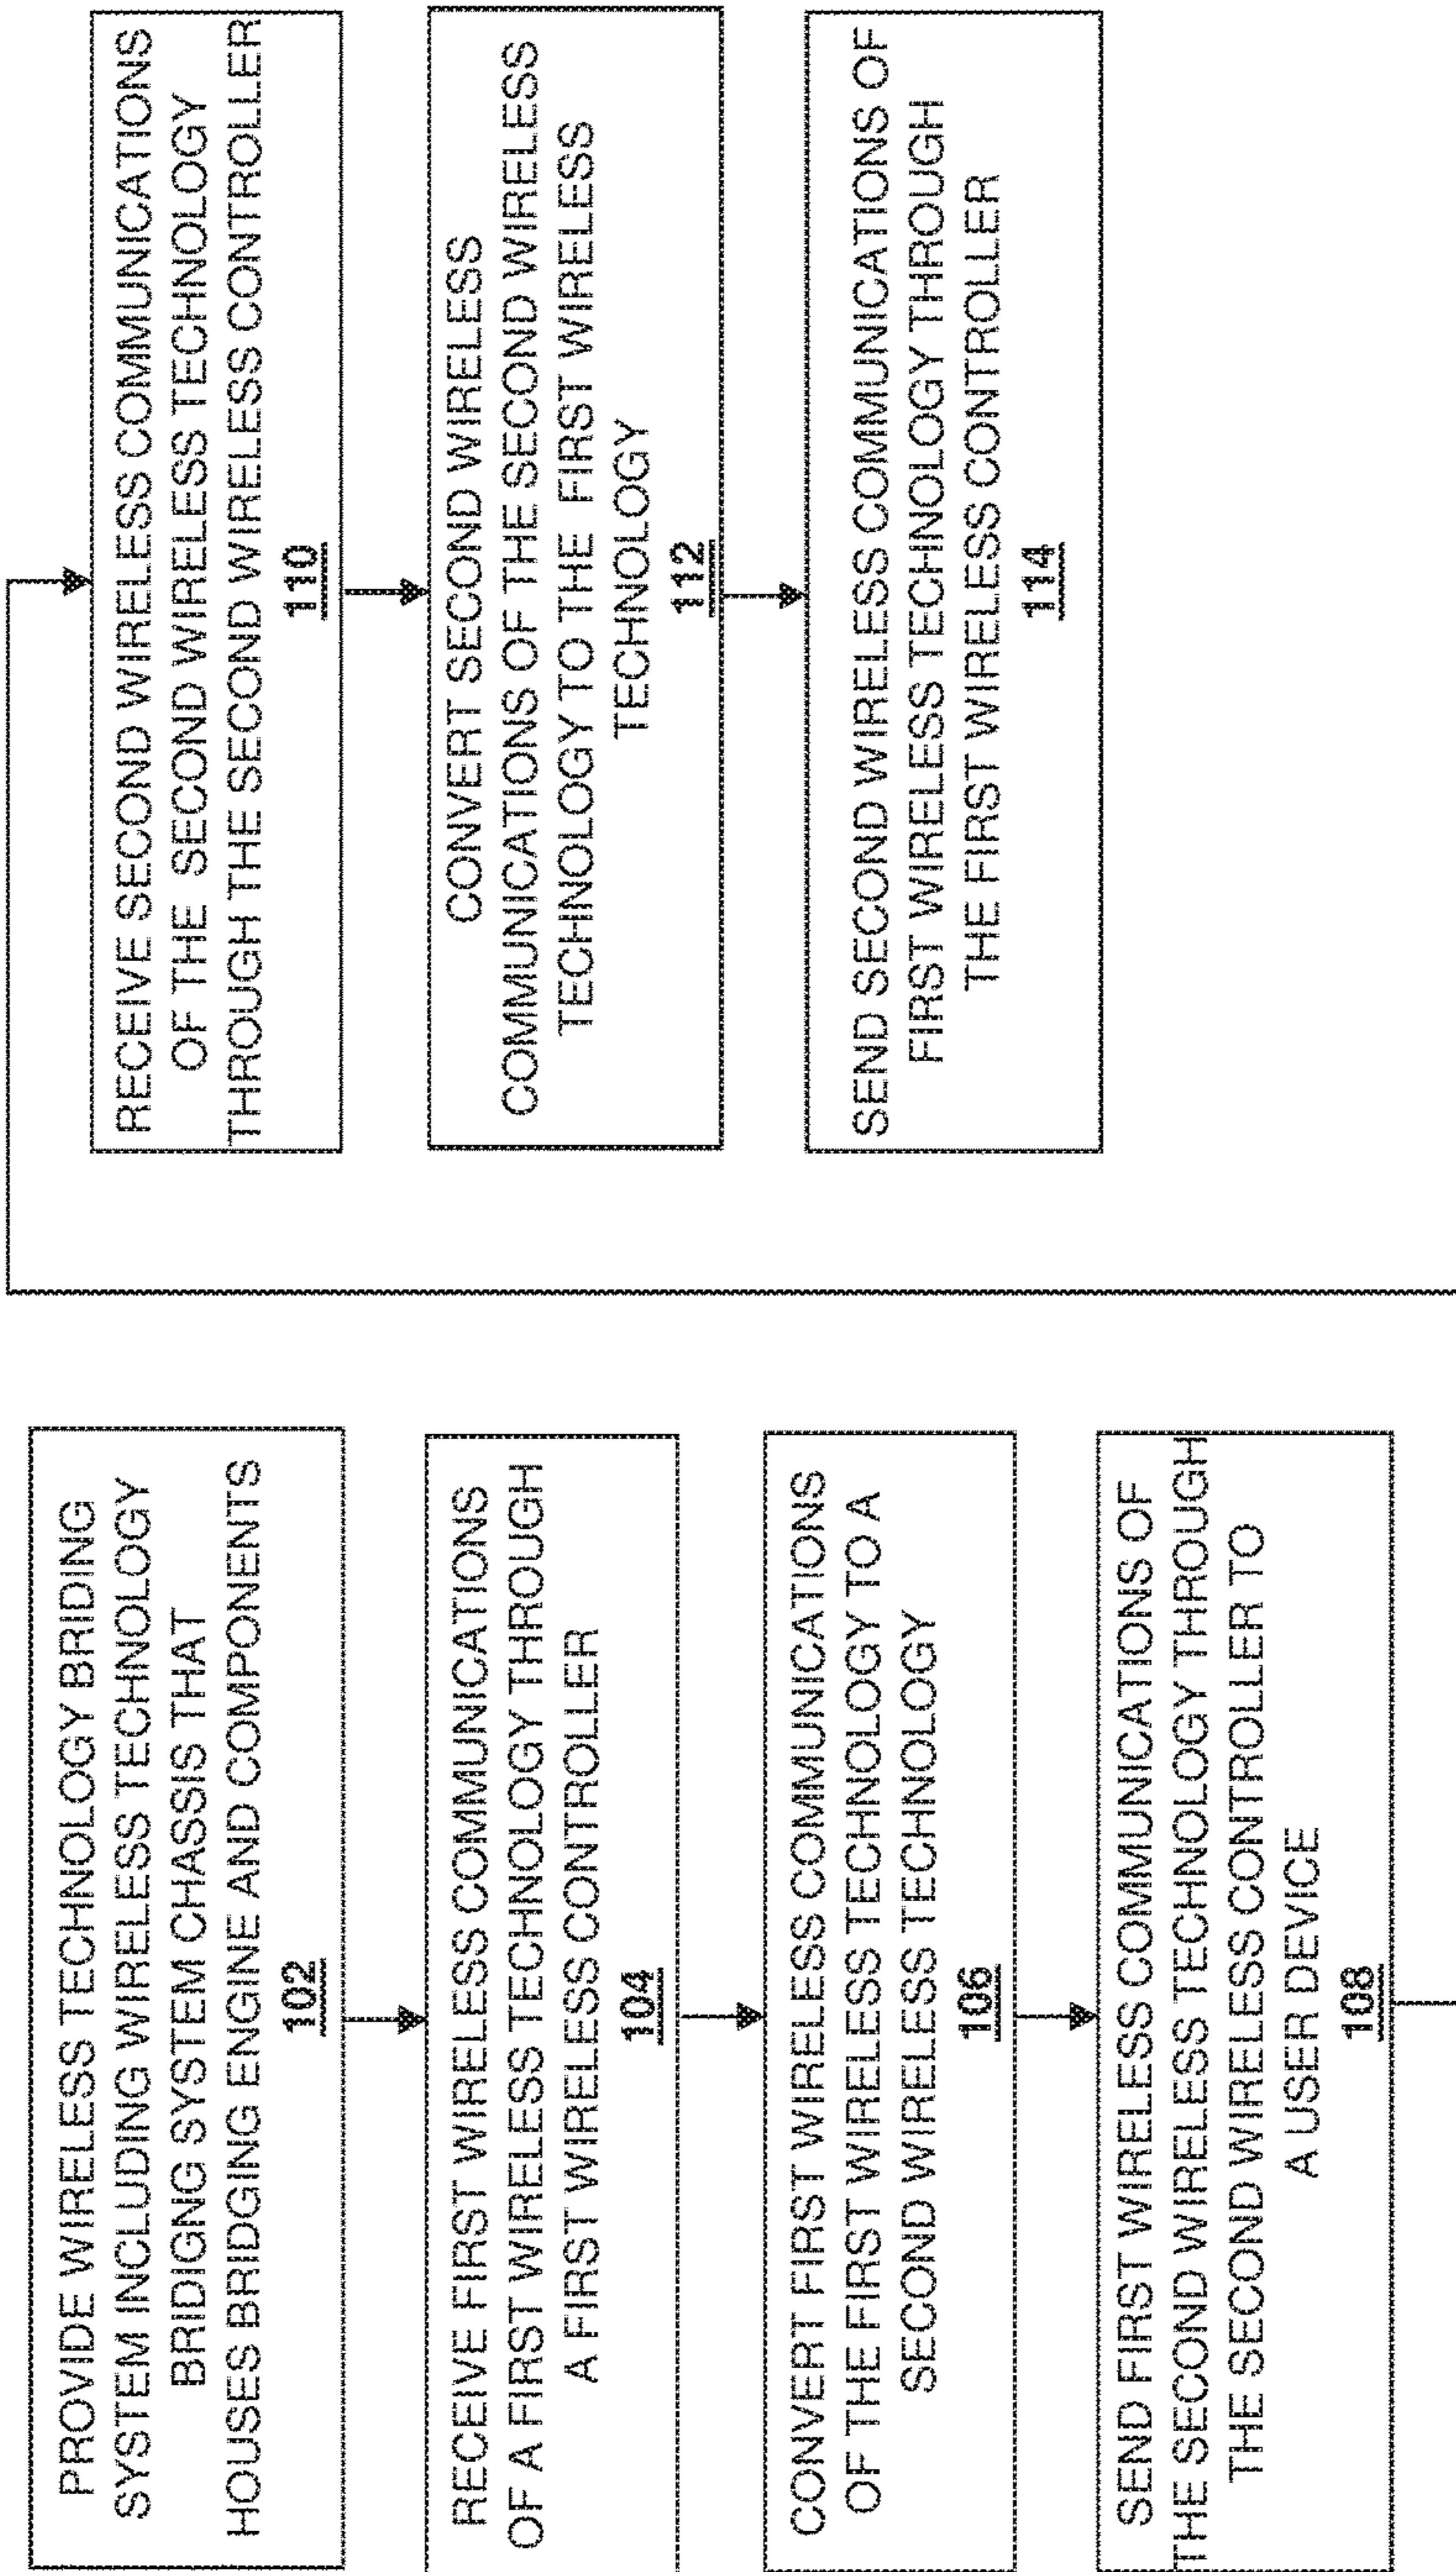 PROVIDE WIRELESS TECHNOLOGY BRIDING
SYSTEM INCLUDING WIRELESS TECHNOLOGY
BRIDIGNG SYSTEM CHASSIS THAT
HOUSES BRIDGING ENGINE AND COMPONENTS
102
RECEIVE FIRST WIRELESS COMMUNICATIONS
OF A FIRST WIRELESS TECHNOLOGY THROUGH
A FIRST WIRELESS CONTROLLER
104
CONVERT FIRST WIRELESS COMMUNICATIONS
OF THE FIRST WIRELESS TECHNOLOGY TO A
SECOND WIRELESS TECHNOLOGY
106
SEND FIRST WIRELESS COMMUNICATIONS OF
THE SECOND WIRELESS TECHNOLOGY THROUGH
THE SECOND WIRELESS CONTROLLER TO
A USER DEVICE
108
RECEIVE SECOND WIRELESS COMMUNICATIONS
OF THE SECOND WIRELESS TECHNOLOGY
THROUGH THE SECOND WIRELESS CONTROLLER
110
CONVERT SECOND WIRELESS
COMMUNICATIONS OF THE SECOND WIRELESS
TECHNOLOGY TO THE FIRST WIRELESS
TECHNOLOGY
112
SEND SECOND WIRELESS COMMUNICATIONS OF
FIRST WIRELESS TECHNOLOGY THROUGH
THE FIRST WIRELESS CONTROLLER
114